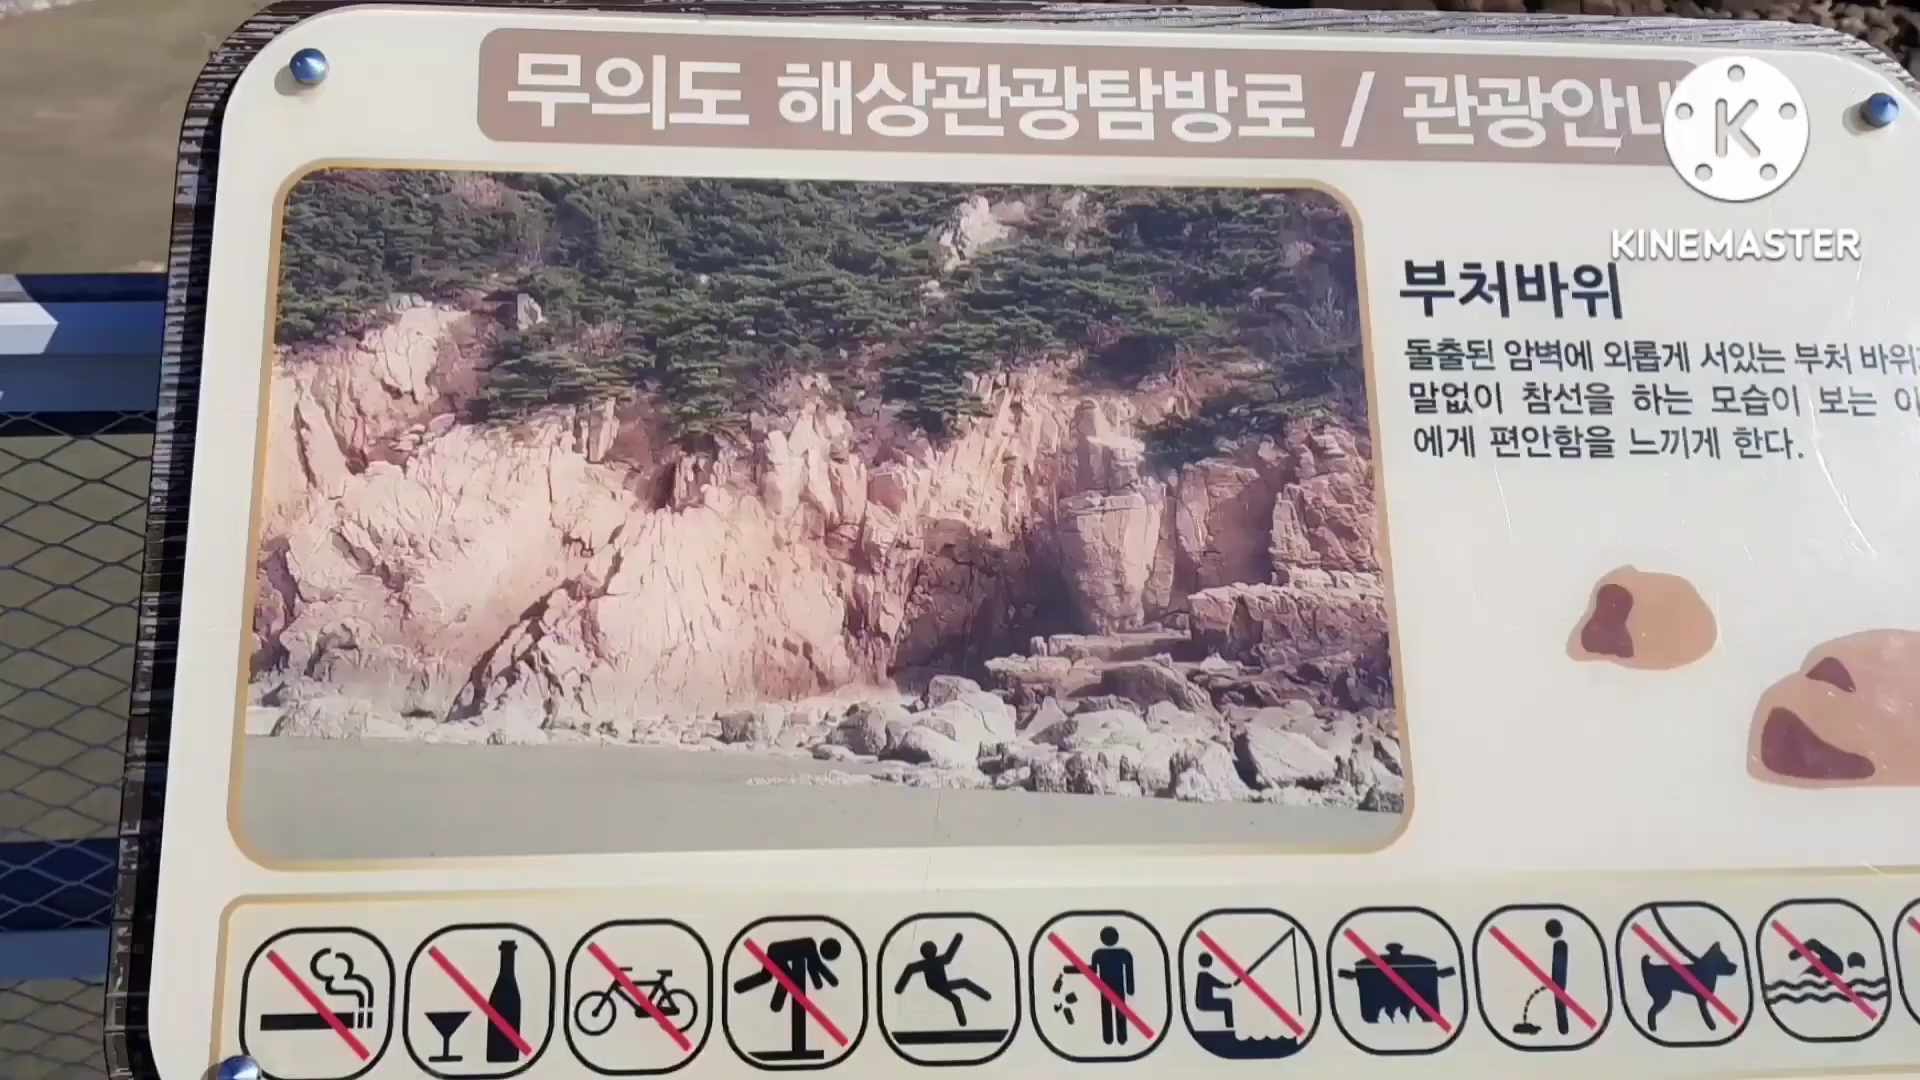 무의도 해상관광탐방로 / 관광안내
K
KINEMASTER
부처바위
돌출된 암벽에 외롭게 서있는 부처 바위
말없이 참선을 하는 모습이 보는 이
에게 편안함을 느끼게 한다.